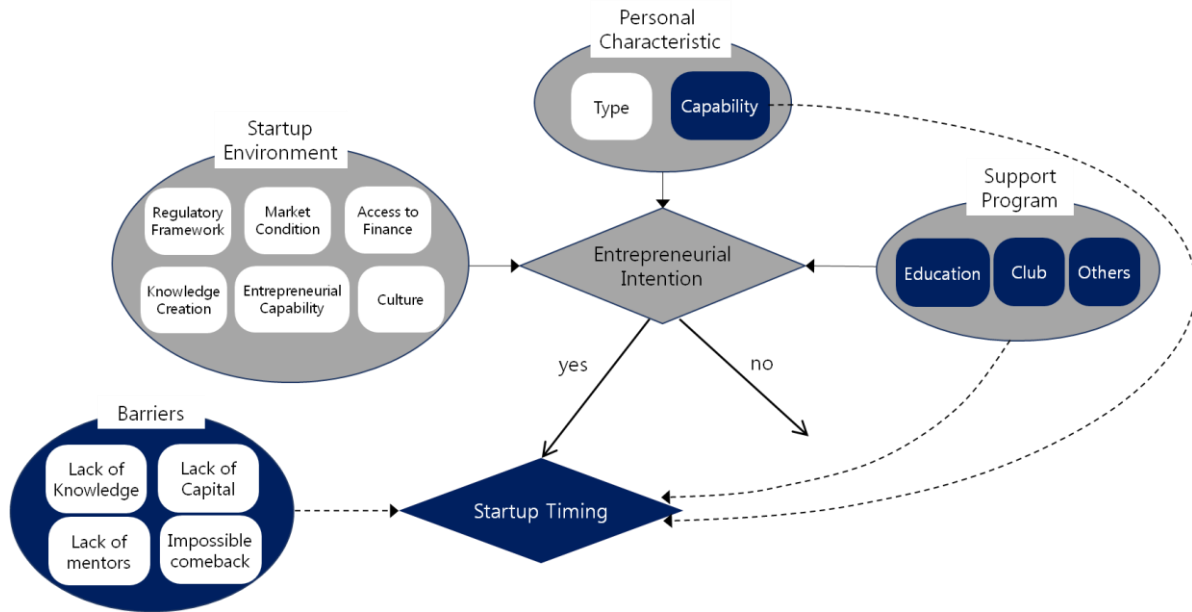 Personal
Characteristic
Type
Capability
Startup
Environment
Regulatory
Framework
Market
Condition
Access to
Finance
Knowledge
Creation
Entrepreneurial
Capability
Culture
Entrepreneurial
Intention
Support
Program
Education
Club
Others
yes
no
Barriers
Lack of
Knowledge
Lack of
Capital
Lack of
mentors
Impossible
comeback
Startup Timing